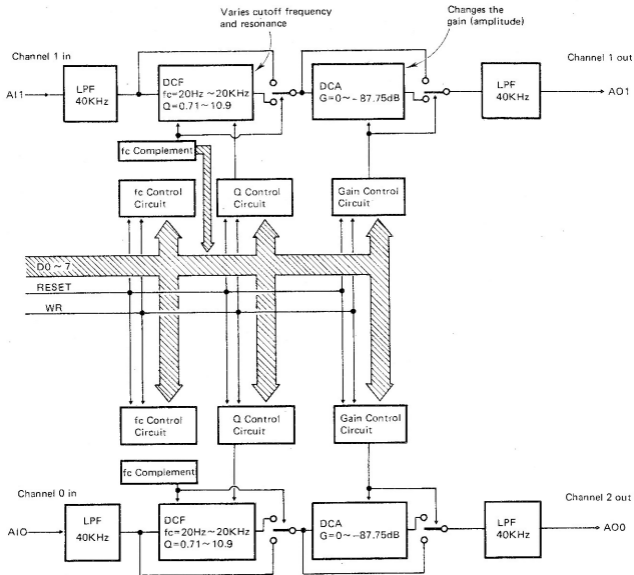 Varies cutoff frequency
and resonance
Changes the
gain (amplitude)
Channel 1 in
Channel 1 out
AI1
LPF
40KHz
DCF
fc=20Hz ~20KHz
Q=0.71~10.9
DCA
G=0~-87.75dB
LPF
40KHz
AO1
fc Complement
fc Control
Circuit
Q Control
Circuit
Gain Control
Circuit
D0 ~ 7
RESET
WR
fc Control
Circuit
Q Control
Circuit
Gain Control
Circuit
fc Complement
Channel 0 in
Channel 2 out
AI0
LPF
40KHz
DCF
fc=20Hz~20KHz
Q=0.71~10.9
DCA
G=0~-87.75dB
LPF
40KHz
AO0